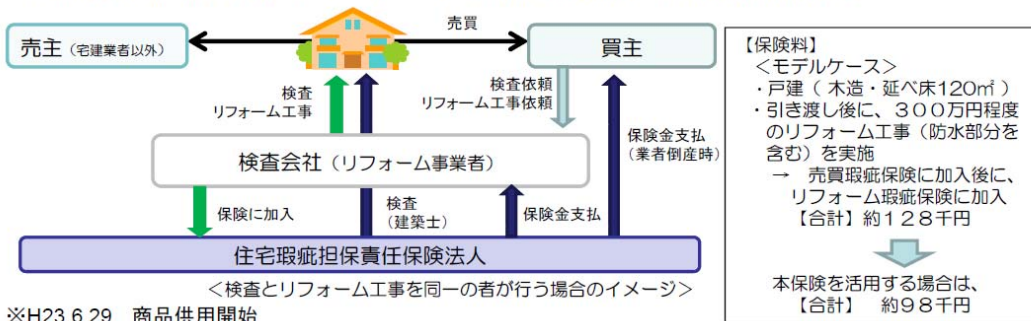 売買
売主（宅建業者以外）
買主
検査
リフォーム工事
検査依頼
リフォーム工事依頼
保険金支払
（業者倒産時）
検査会社（リフォーム事業者）
保険に加入
検査
（建築士）
保険金支払
住宅瑕疵担保責任保険法人
＜検査とリフォーム工事を同一の者が行う場合のイメージ＞
※H23.6.29　商品供用開始
【保険料】
＜モデルケース＞
・戸建（ 木造・延べ床120㎡ ）
・引き渡し後に、３００万円程度
のリフォーム工事（防水部分を
含む）を実施
→　売買瑕疵保険に加入後に、
リフォーム瑕疵保険に加入
【合計】約１２８千円
本保険を活用する場合は、
【合計】　約９８千円